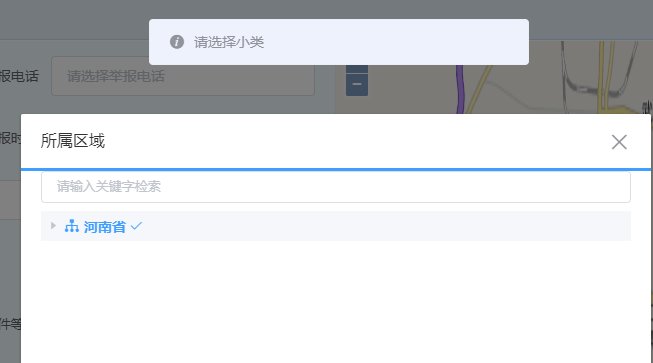 请选择小类
报电话
请选择举报电话
报时
所属区域
请输入关键字检索
河南省
件等